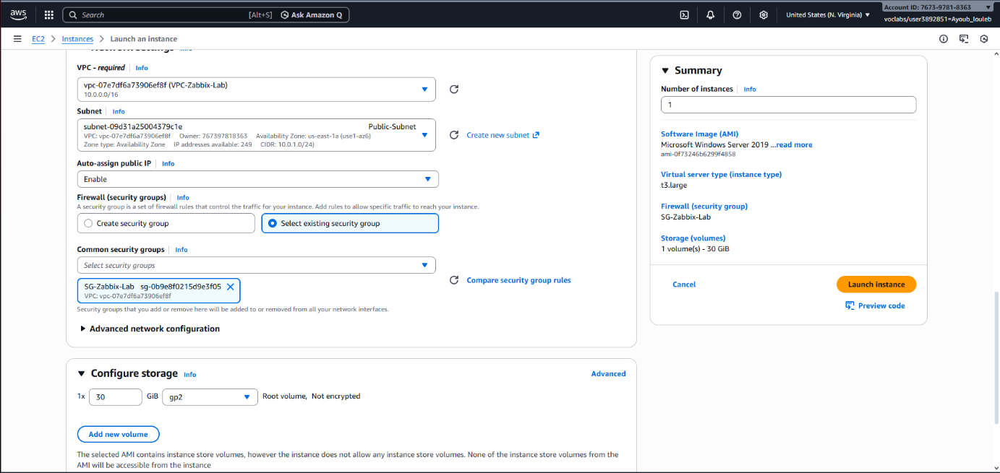 aws
Search [Alt+S] Ask Amazon Q
United States (N. Virginia)
Account ID: 7673-9781-8363
voclabs/user3892851=Ayoub_louleb
EC2 > Instances > Launch an instance
Info
VPC - required Info
vpc-07e7df6a73906ef8f (VPC-Zabbix-Lab)
10.0.0.0/16
Subnet Info
subnet-09d31a25004379c1e Public-Subnet
VPC: vpc-07e7df6a73906ef8f Owner: 767397818363 Availability Zone: us-east-1a (use1-az6)
Zone type: Availability Zone IP addresses available: 249 CIDR: 10.0.1.0/24)
Create new subnet
Auto-assign public IP Info
Enable
Firewall (security groups) Info
A security group is a set of firewall rules that control the traffic for your instance. Add rules to allow specific traffic to reach your instance.
Create security group
Select existing security group
Common security groups Info
Select security groups
SG-Zabbix-Lab sg-0b9e8f0215d9e3f05
VPC: vpc-07e7df6a73906ef8f
Compare security group rules
Security groups that you add or remove here will be added to or removed from all your network interfaces.
Advanced network configuration
Configure storage Info
Advanced
1x 30 GiB gp2 Root volume, Not encrypted
Add new volume
The selected AMI contains instance store volumes, however the instance does not allow any instance store volumes. None of the instance store volumes from the
AMI will be accessible from the instance
Summary
Number of instances Info
1
Software Image (AMI)
Microsoft Windows Server 2019 ...read more
ami-0f73246b6299f4858
Virtual server type (instance type)
t3.large
Firewall (security group)
SG-Zabbix-Lab
Storage (volumes)
1 volume(s) - 30 GiB
Cancel
Launch instance
Preview code